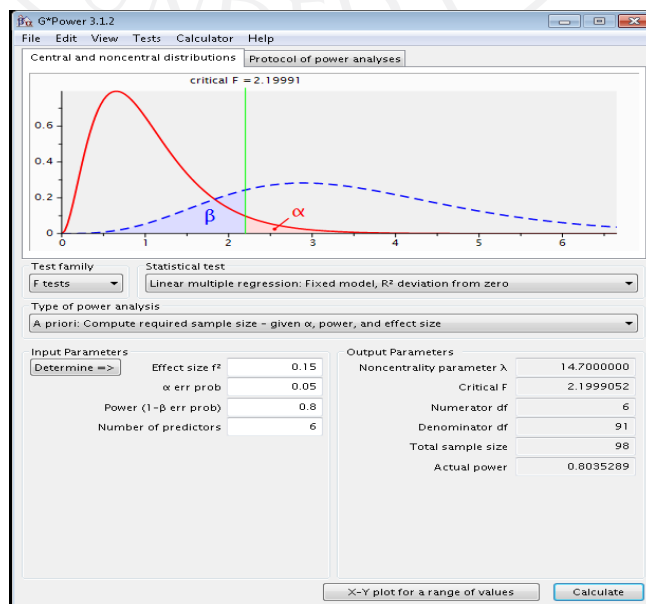 G*Power 3.1.2
File Edit View Tests Calculator Help
Central and noncentral distributions Protocol of power analyses
critical F = 2.19991
0.6
0.4
0.2
0
β
α
0 1 2 3 4 5 6
Test family Statistical test
F tests Linear multiple regression: Fixed model, R² deviation from zero
Type of power analysis
A priori: Compute required sample size - given α, power, and effect size
Input Parameters Output Parameters
Determine => Effect size f² 0.15 Noncentrality parameter λ 14.7000000
α err prob 0.05 Critical F 2.1999052
Power (1-β err prob) 0.8 Numerator df 6
Number of predictors 6 Denominator df 91
Total sample size 98
Actual power 0.8035289
X-Y plot for a range of values Calculate